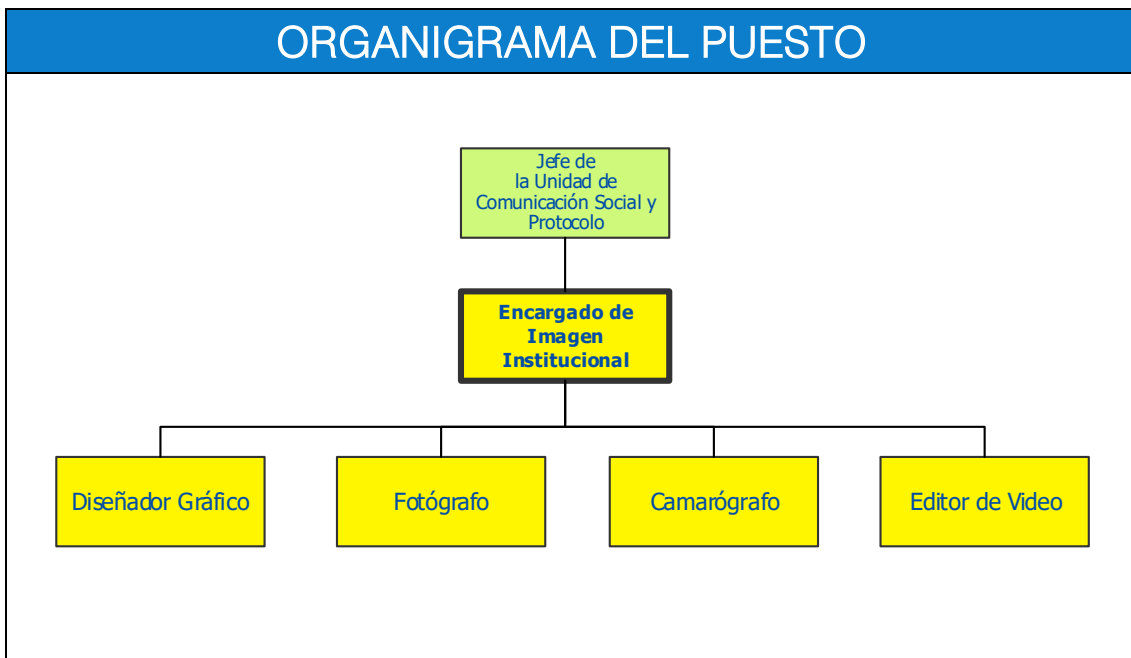 ORGANIGRAMA DEL PUESTO
Jefe de
la Unidad de
Comunicación Social y
Protocolo
Encargado de
Imagen
Institucional
Diseñador Gráfico
Fotógrafo
Camarógrafo
Editor de Video